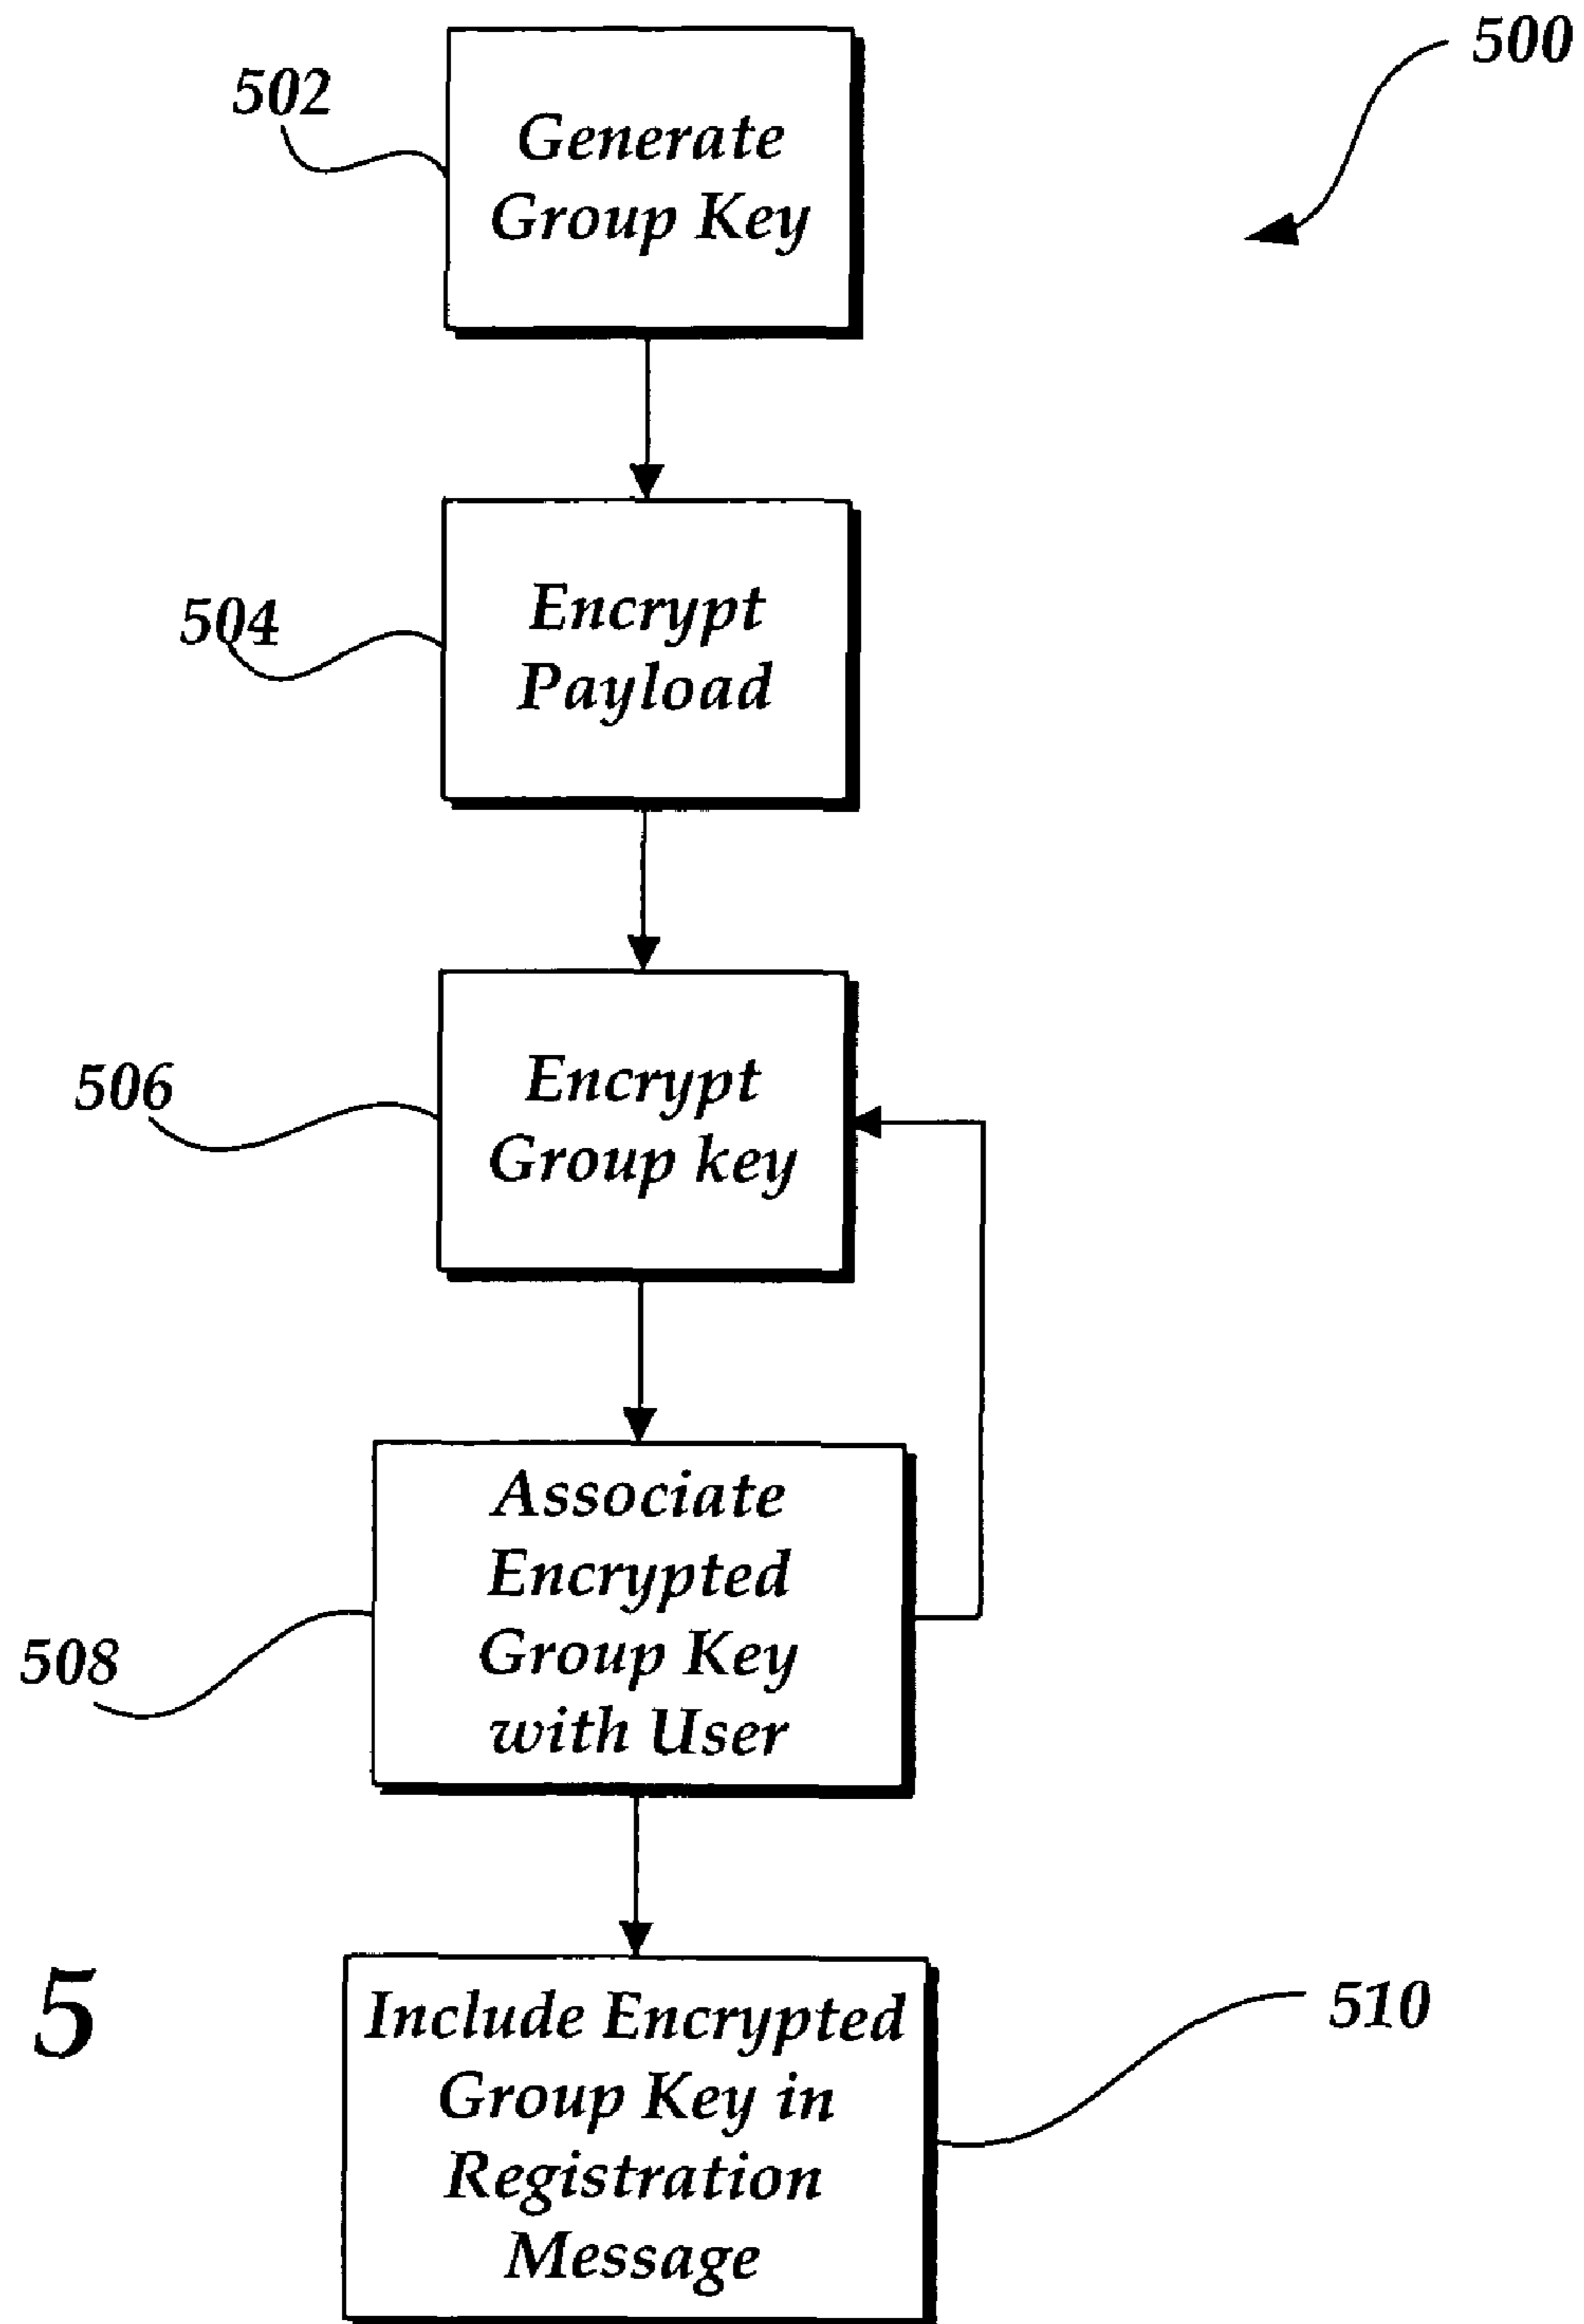 500
502
Generate
Group Key
504
Encrypt
Payload
506
Encrypt
Group key
508
Associate
Encrypted
Group Key
with User
5
Include Encrypted
Group Key in
Registration
Message
510